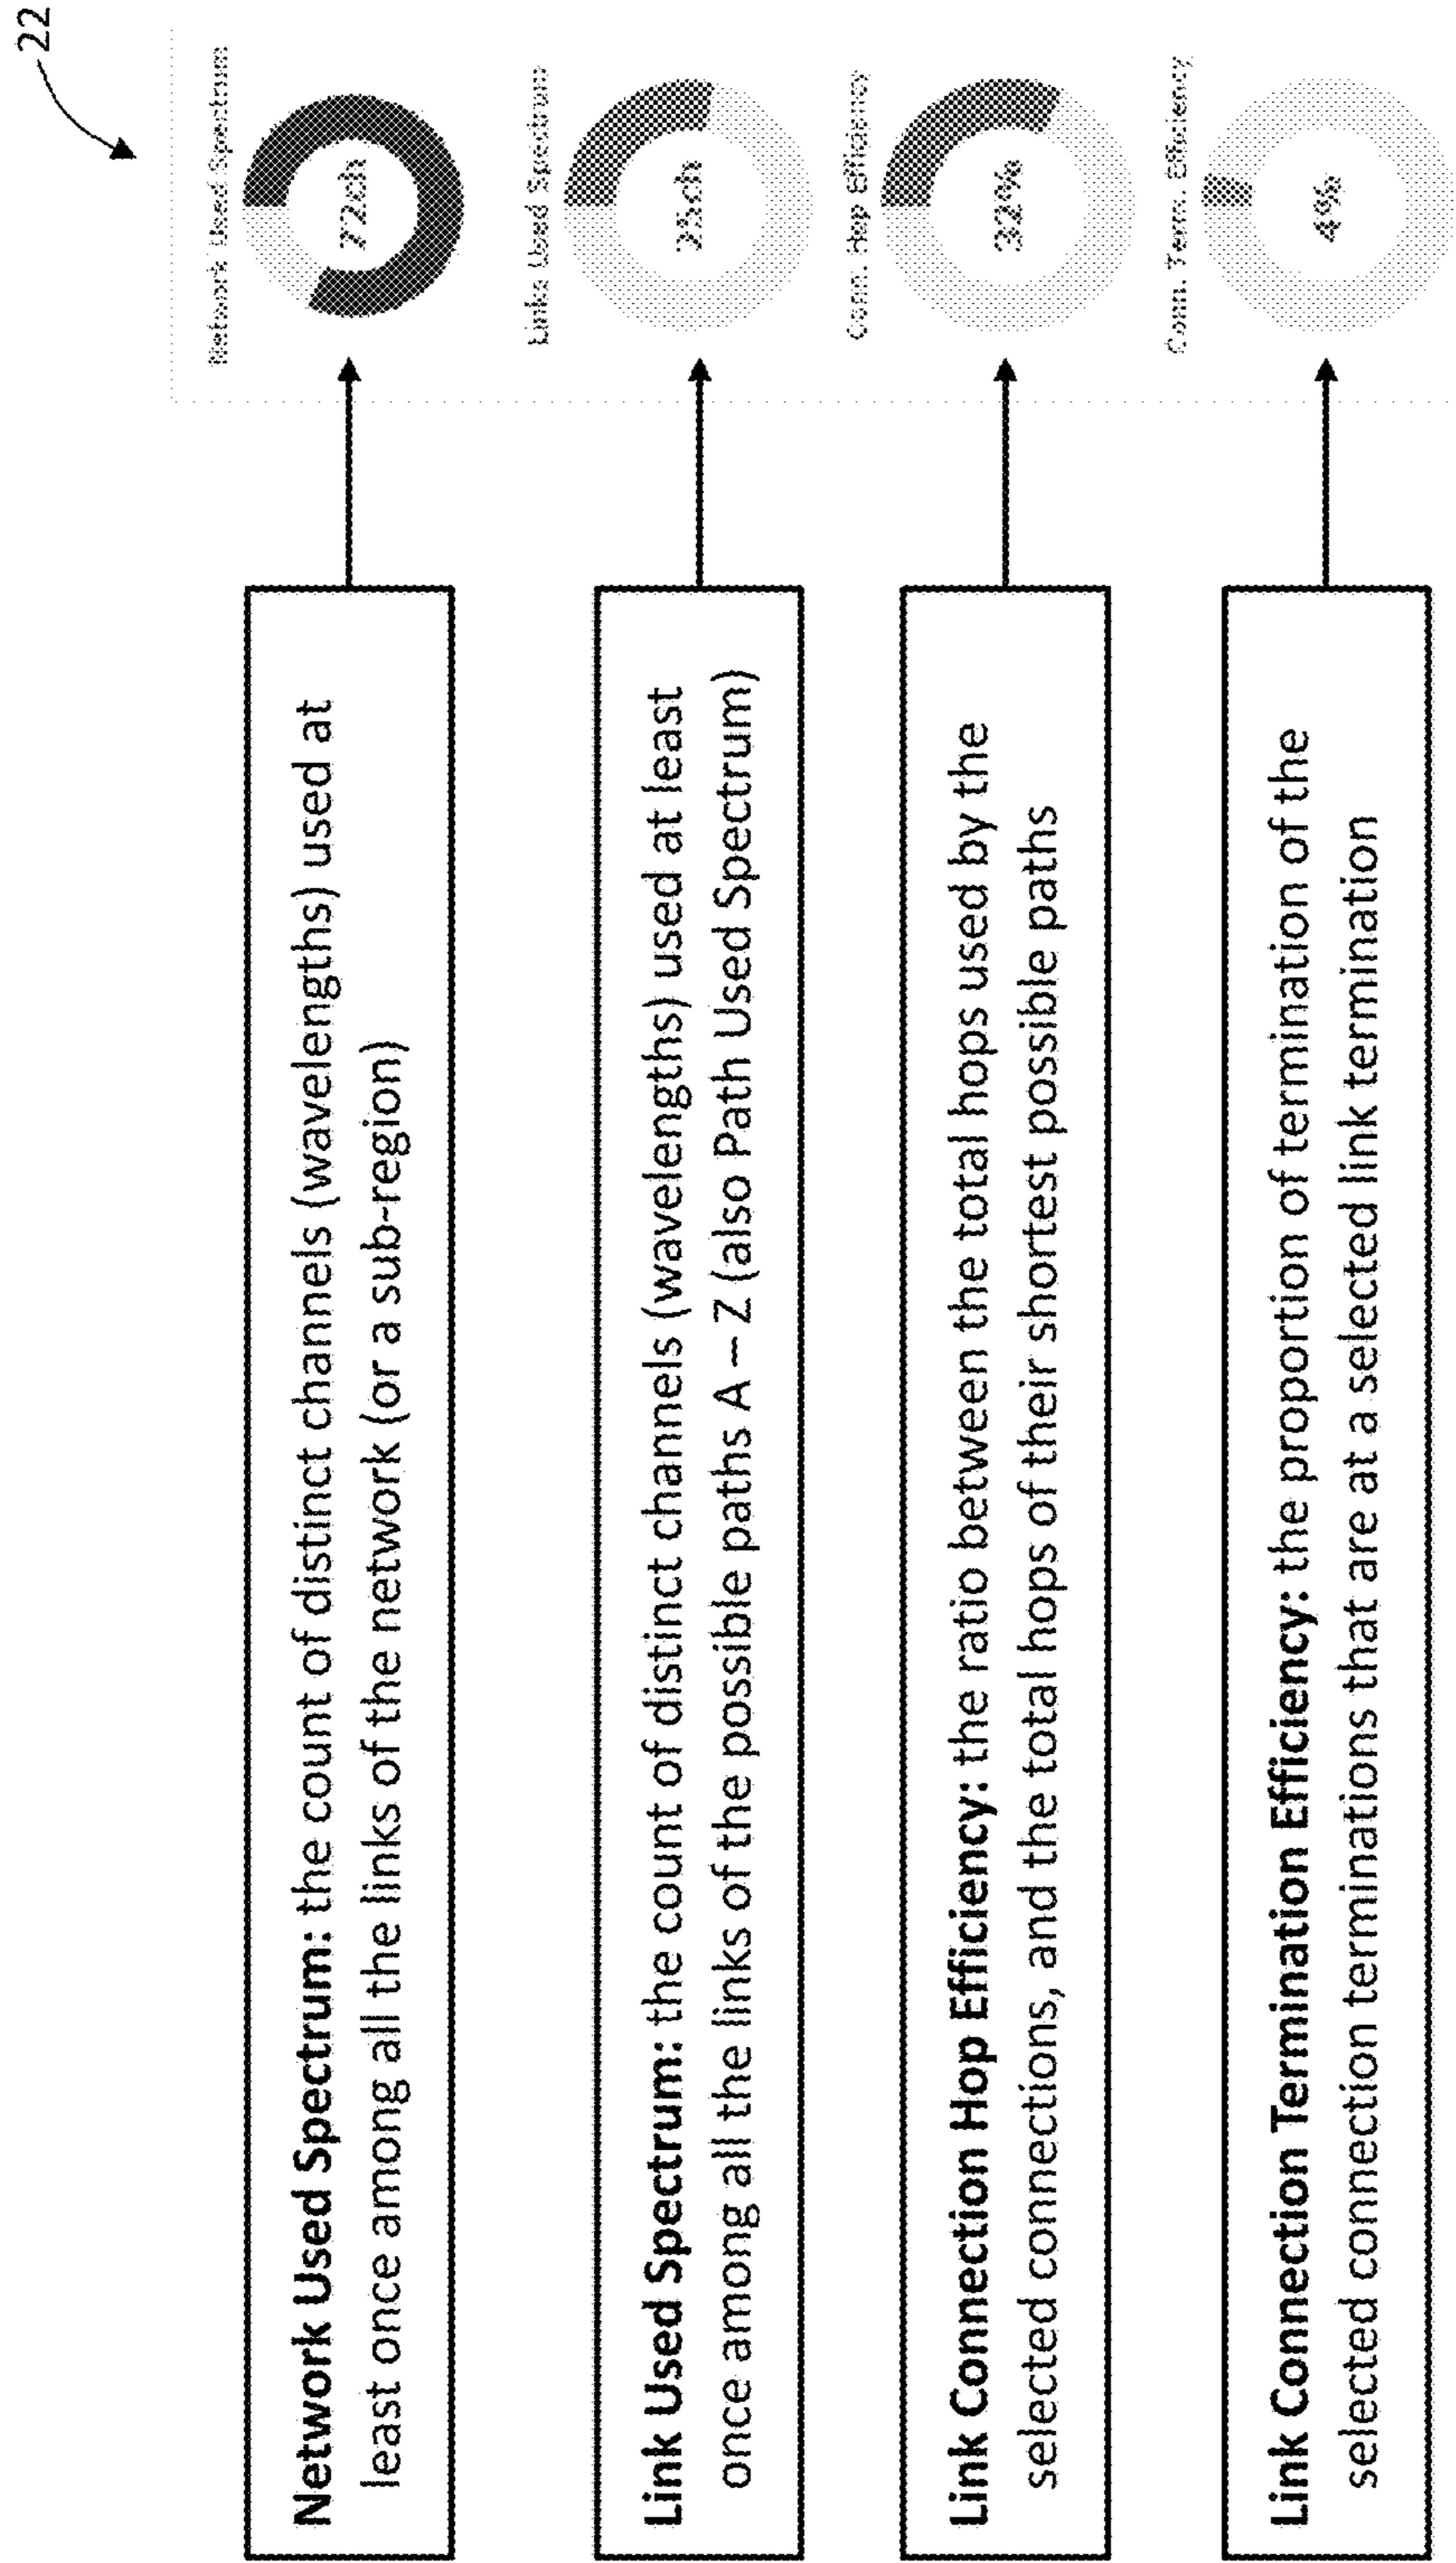 22
Network Used Spectrum: the count of distinct channels (wavelengths) used at
least once among all the links of the network (or a sub-region)
Network Used Spectrum
72ch
Link Used Spectrum: the count of distinct channels (wavelengths) used at least
once among all the links of the possible paths A – Z (also Path Used Spectrum)
Links Used Spectrum
25ch
Link Connection Hop Efficiency: the ratio between the total hops used by the
selected connections, and the total hops of their shortest possible paths
Conn. Hop Efficiency
32%
Link Connection Termination Efficiency: the proportion of termination of the
selected connection terminations that are at a selected link termination
Conn. Term. Efficiency
4%